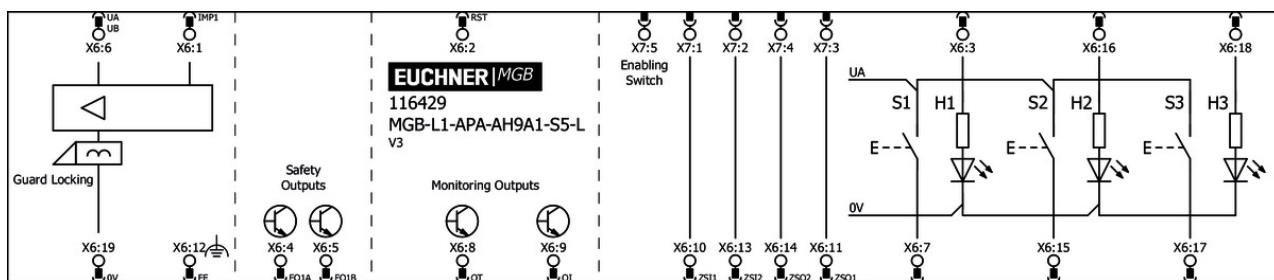 UA
UB
IMP1
RST
X6:6
X6:1
X6:2
X7:5
X7:1
X7:2
X7:4
X7:3
X6:3
X6:16
X6:18
Enabling
Switch
EUCHNER|MGB
116429
MGB-L1-APA-AH9A1-S5-L
V3
UA
S1
H1
S2
H2
S3
H3
E
E
E
Guard Locking
Safety
Outputs
Monitoring Outputs
0V
X6:19
X6:12
X6:4
X6:5
X6:8
X6:9
X6:10
X6:13
X6:14
X6:11
X6:7
X6:15
X6:17
0V
FE
FO1A
FO1B
OT
OI
ZSI1
ZSI2
ZSO2
ZSO1